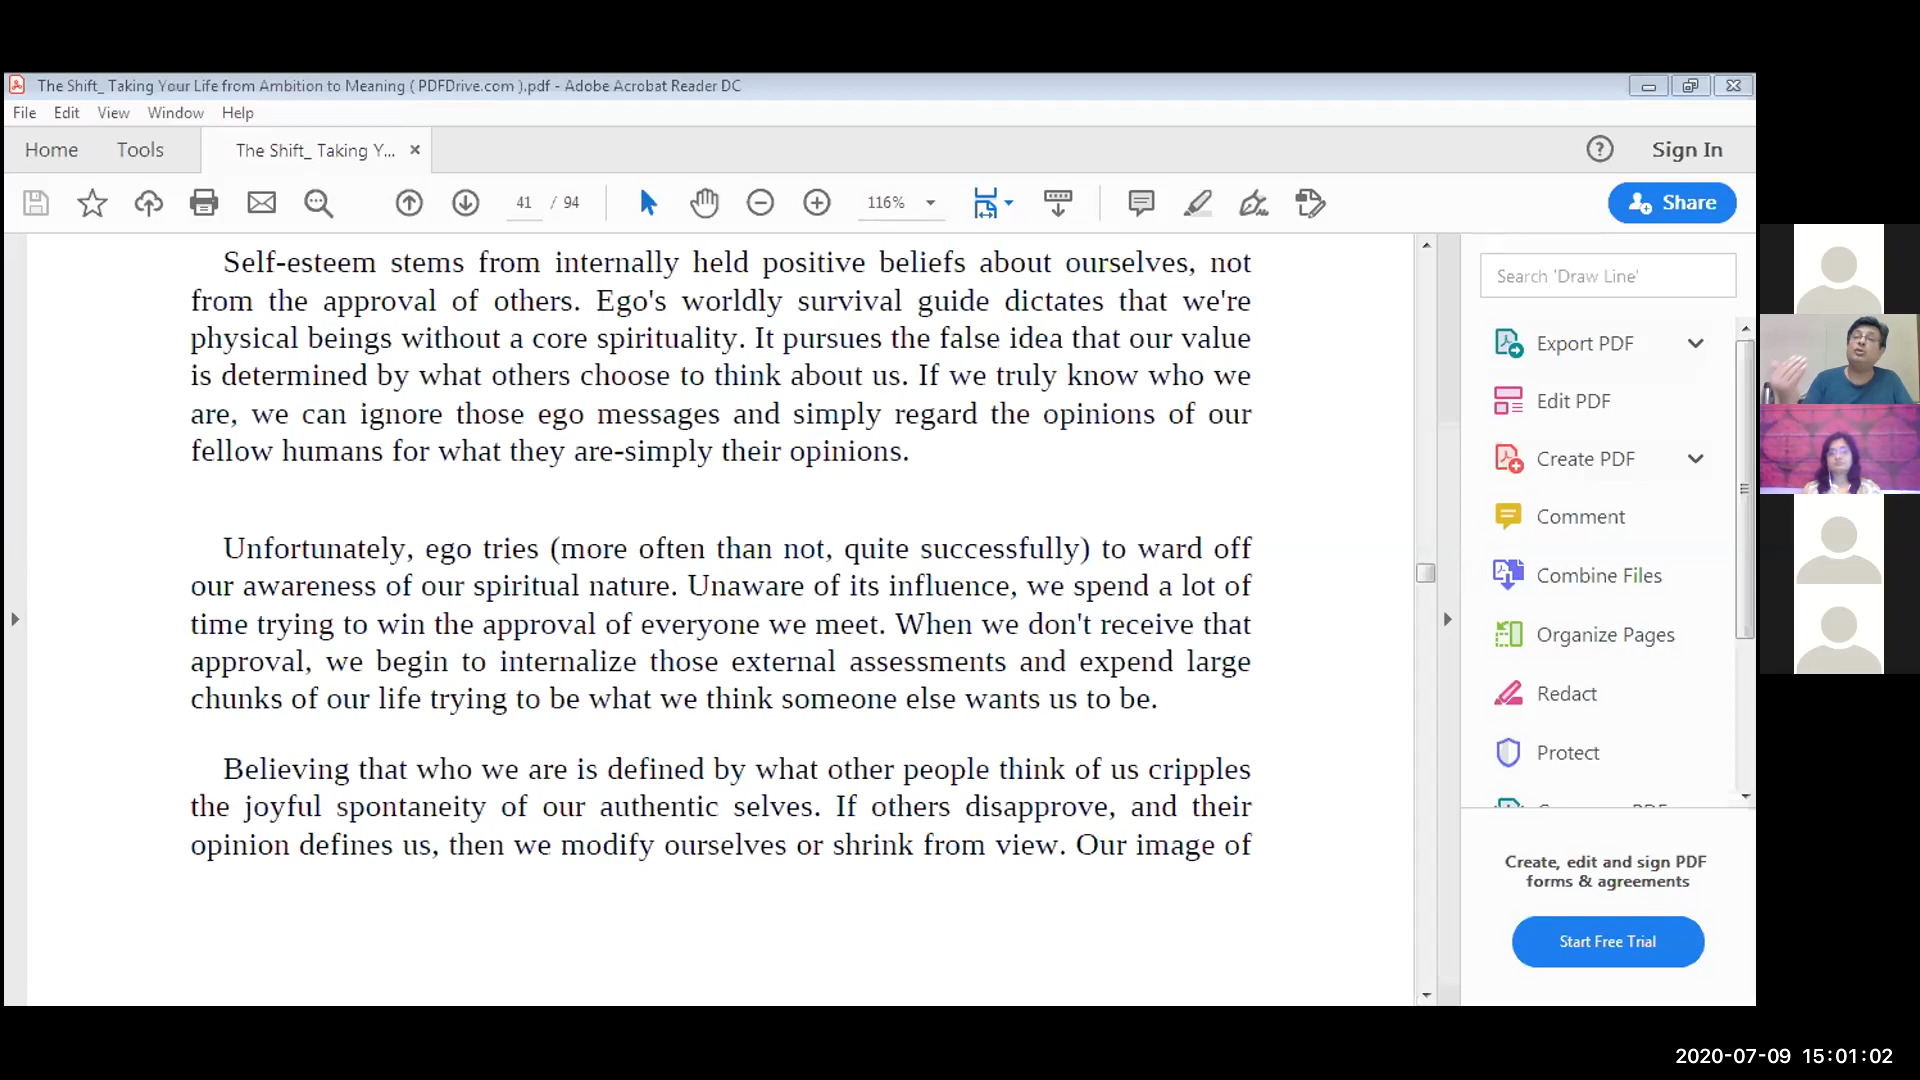 The Shift_ Taking Your Life from Ambition to Meaning ( PDFDrive.com ).pdf - Adobe Acrobat Reader DC
File Edit View Window Help
Home Tools The Shift_ Taking Y... × Sign In
41 / 94 116% Share
Self-esteem stems from internally held positive beliefs about ourselves, not
from the approval of others. Ego's worldly survival guide dictates that we're
physical beings without a core spirituality. It pursues the false idea that our value
is determined by what others choose to think about us. If we truly know who we
are, we can ignore those ego messages and simply regard the opinions of our
fellow humans for what they are-simply their opinions.
Unfortunately, ego tries (more often than not, quite successfully) to ward off
our awareness of our spiritual nature. Unaware of its influence, we spend a lot of
time trying to win the approval of everyone we meet. When we don't receive that
approval, we begin to internalize those external assessments and expend large
chunks of our life trying to be what we think someone else wants us to be.
Believing that who we are is defined by what other people think of us cripples
the joyful spontaneity of our authentic selves. If others disapprove, and their
opinion defines us, then we modify ourselves or shrink from view. Our image of
Search 'Draw Line'
Export PDF
Edit PDF
Create PDF
Comment
Combine Files
Organize Pages
Redact
Protect
Create, edit and sign PDF
forms & agreements
Start Free Trial
2020-07-09 15:01:02